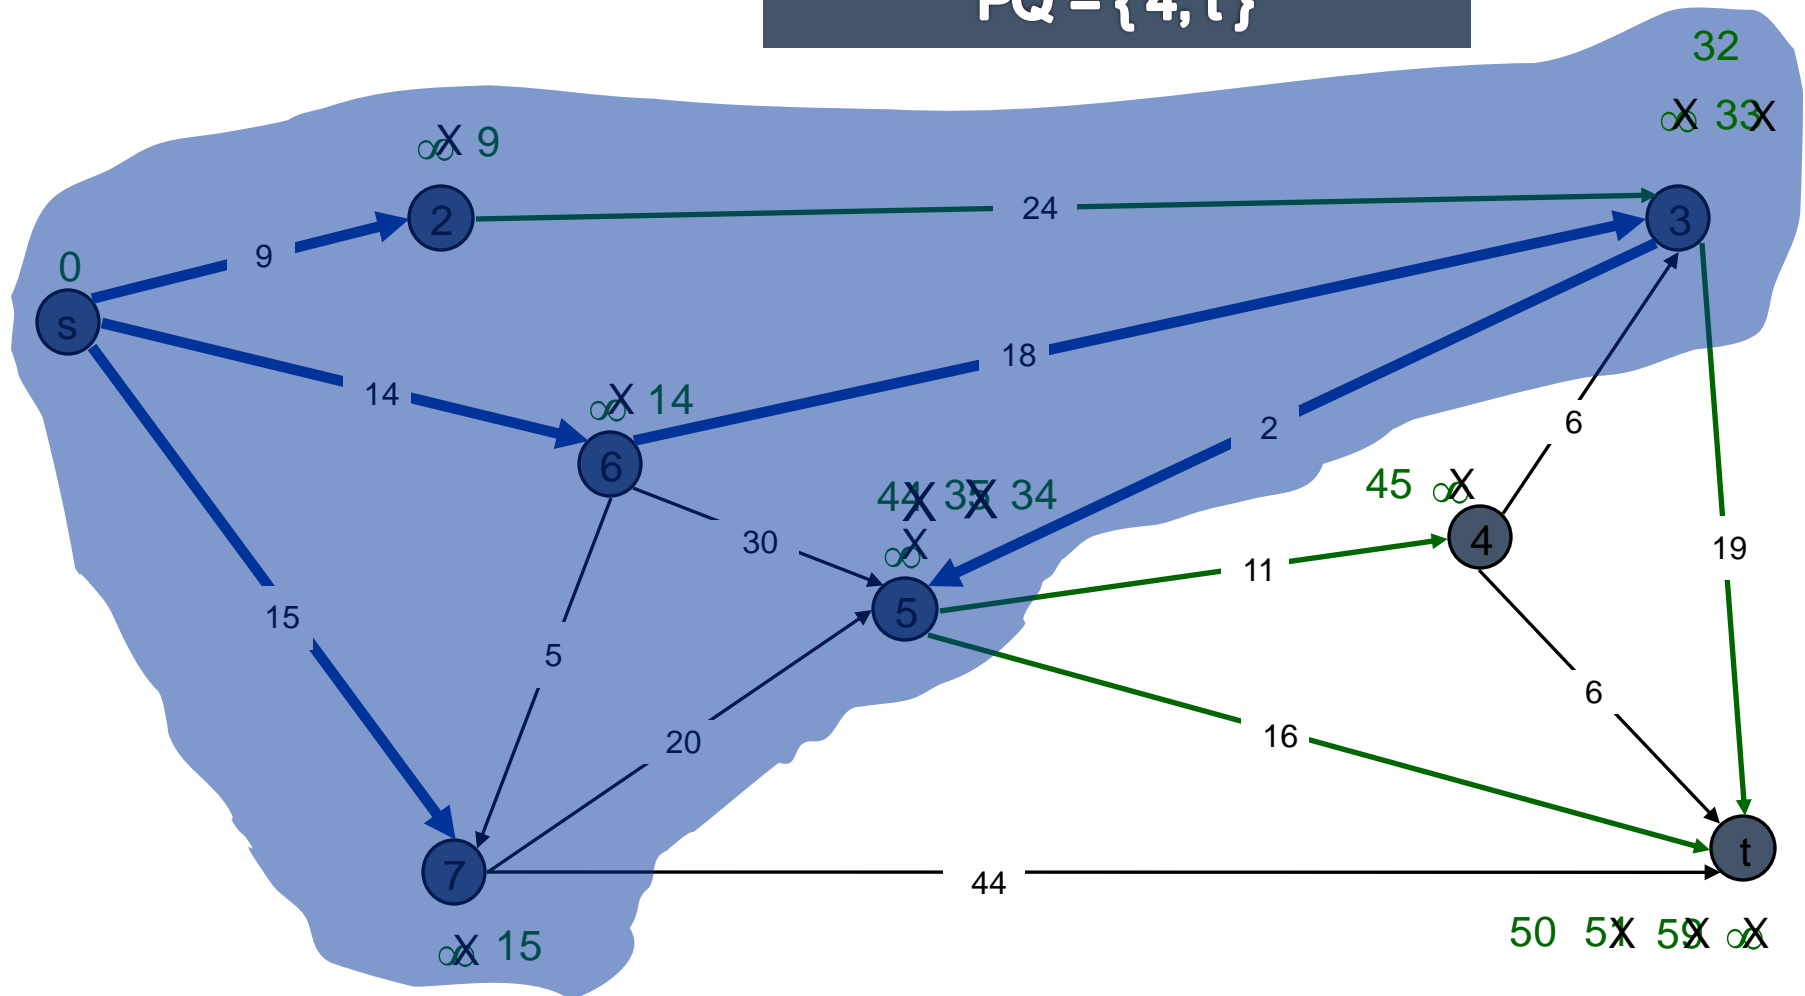 PQ = { 4, t }
32
∞ X 33 X
∞ X 9
2
24
3
9
0
s
18
14
∞ X 14
2
6
6
44 X 35 X 34
45 ∞ X
∞ X
4
30
11
19
5
15
5
6
20
16
t
7
44
50 51 X 59 X ∞ X
∞ X 15